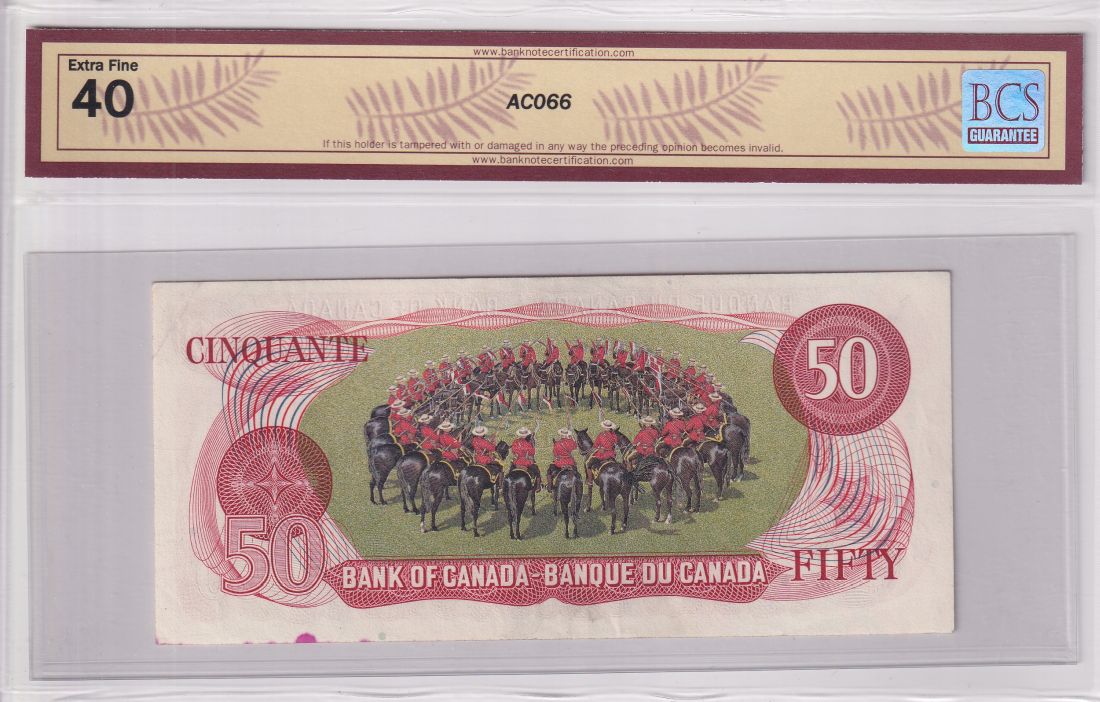 www.banknotecertification.com
Extra Fine
40
AC066
BCS
GUARANTEE
If this holder is tampered with or damaged in any way the preceding opinion becomes invalid.
www.banknotecertification.com
CINQUANTE
50
50
BANK OF CANADA-BANQUE DU CANADA
FIFTY